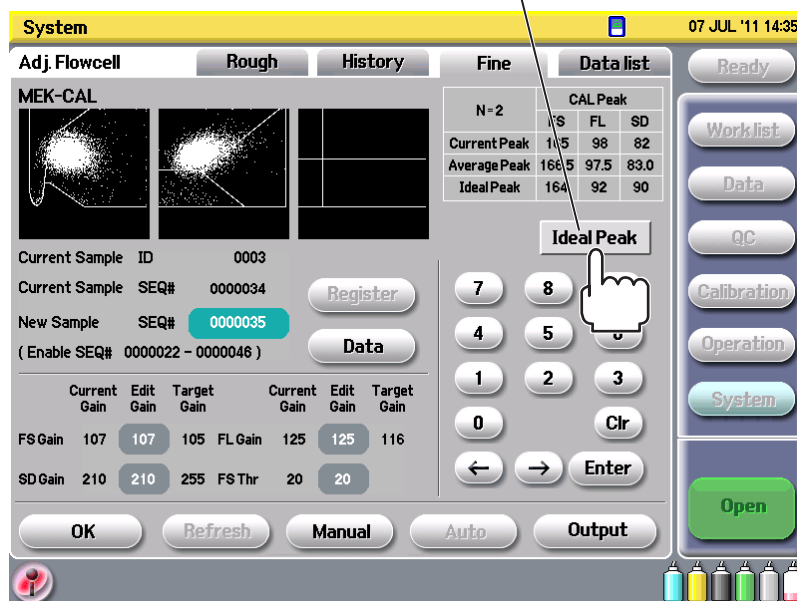 System
07 JUL '11 14:35
Adj. Flowcell Rough History Fine Data list
Ready
MEK-CAL
N=2 CAL Peak
FS FL SD
Current Peak 98 82
Average Peak 166.5 97.5 83.0
Ideal Peak 164 92 90
Worklist
Data
QC
Calibration
Operation
System
Open
Ideal Peak
Current Sample ID 0003
Current Sample SEQ# 0000034
New Sample SEQ# 0000035
( Enable SEQ# 0000022 – 0000046 )
Register
Data
7 8
4 5
1 2 3
0 Clr
← → Enter
Current Gain Edit Gain Target Gain Current Gain Edit Gain Target Gain
FS Gain 107 107 105 FL Gain 125 125 116
SD Gain 210 210 255 FS Thr 20 20
OK Refresh Manual Auto Output